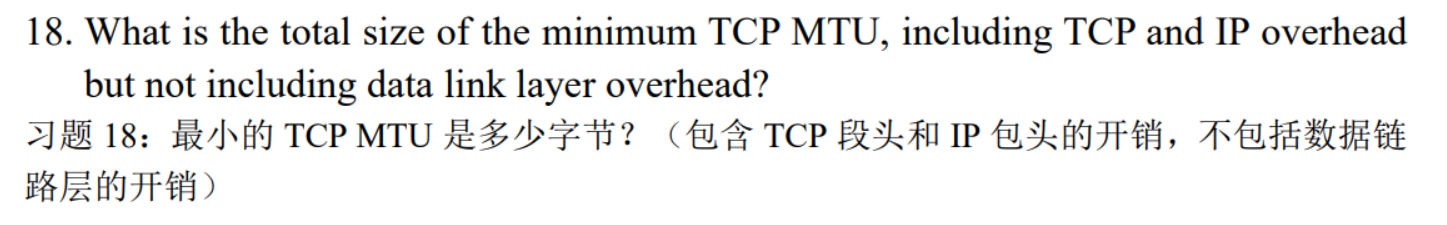 18. What is the total size of the minimum TCP MTU, including TCP and IP overhead
but not including data link layer overhead?
习题 18：最小的 TCP MTU 是多少字节？（包含 TCP 段头和 IP 包头的开销，不包括数据链
路层的开销）